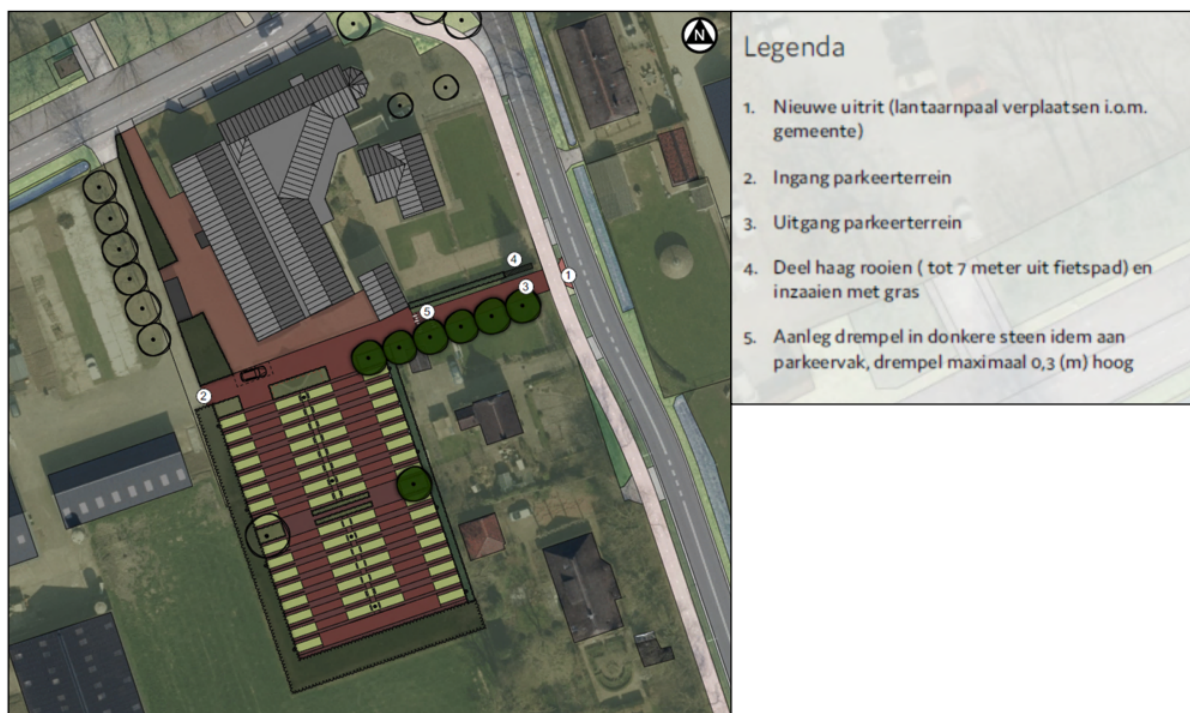 N
4
1
3
5
2
Legenda
1. Nieuwe uitrit (lantaarnpaal verplaatsen i.o.m.
gemeente)
2. Ingang parkeerterrein
3. Uitgang parkeerterrein
4. Deel haag rooien ( tot 7 meter uit fietspad) en
inzaaien met gras
5. Aanleg drempel in donkere steen idem aan
parkeervak, drempel maximaal 0,3 (m) hoog